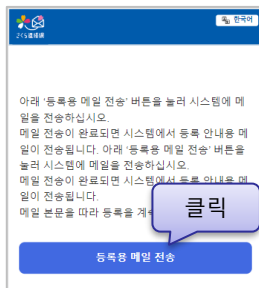 さくら連絡網
한국어
아래 '등록용 메일 전송' 버튼을 눌러 시스템에 메
일을 전송하십시오.
메일 전송이 완료되면 시스템에서 등록 안내용 메
일이 전송됩니다. 아래 '등록용 메일 전송' 버튼을
눌러 시스템에 메일을 전송하십시오.
메일 전송이 완료되면 시스템에서 등록 안내용 메
일이 전송됩니다.
메일 본문을 따라 등록을 계속
클릭
등록용 메일 전송